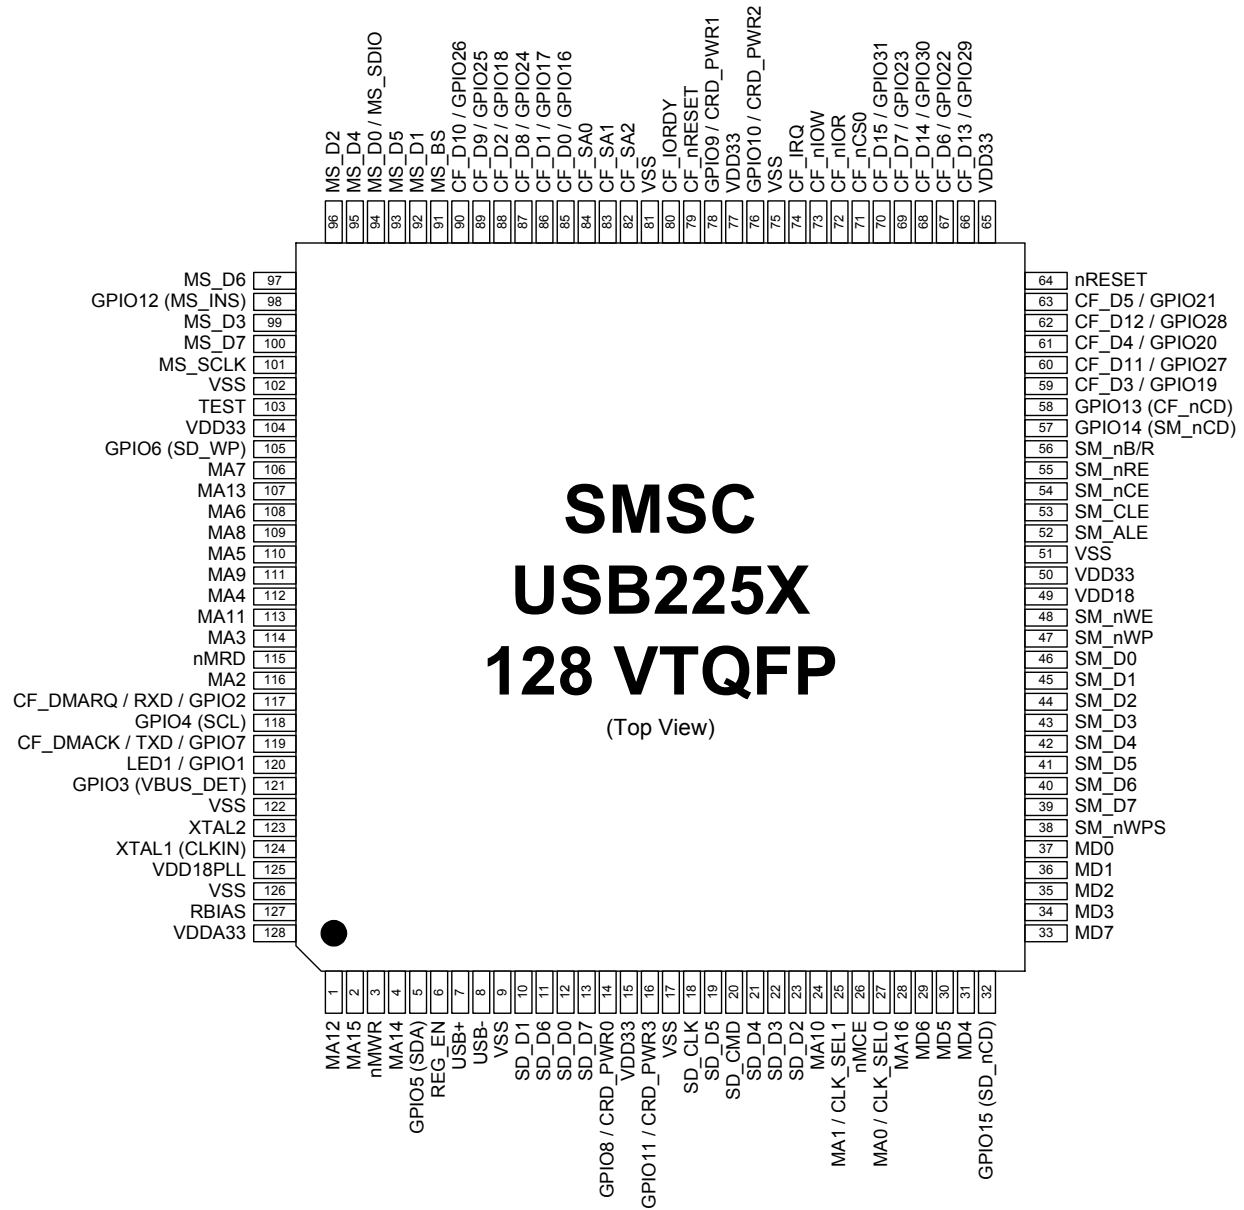 MS_D2
MS_D4
MS_D0 / MS_SDIO
MS_D5
MS_D1
MS_BS
CF_D10 / GPIO26
CF_D9 / GPIO25
CF_D2 / GPIO18
CF_D8 / GPIO24
CF_D1 / GPIO17
CF_D0 / GPIO16
CF_SA0
CF_SA1
CF_SA2
VSS
CF_IORDY
CF_nRESET
GPIO9 / CRD_PWR1
VDD33
GPIO10 / CRD_PWR2
VSS
CF_IRQ
CF_nIOW
CF_nIOR
CF_nCS0
CF_D15 / GPIO31
CF_D7 / GPIO23
CF_D14 / GPIO30
CF_D6 / GPIO22
CF_D13 / GPIO29
VDD33
96 95 94 93 92 91 90 89 88 87 86 85 84 83 82 81 80 79 78 77 76 75 74 73 72 71 70 69 68 67 66 65
MS_D6 97
GPIO12 (MS_INS) 98
MS_D3 99
MS_D7 100
MS_SCLK 101
VSS 102
TEST 103
VDD33 104
GPIO6 (SD_WP) 105
MA7 106
MA13 107
MA6 108
MA8 109
MA5 110
MA9 111
MA4 112
MA11 113
MA3 114
nMRD 115
MA2 116
CF_DMARQ / RXD / GPIO2 117
GPIO4 (SCL) 118
CF_DMACK / TXD / GPIO7 119
LED1 / GPIO1 120
GPIO3 (VBUS_DET) 121
VSS 122
XTAL2 123
XTAL1 (CLKIN) 124
VDD18PLL 125
VSS 126
RBIAS 127
VDDA33 128
SMSC
USB225X
128 VTQFP
(Top View)
64 nRESET
63 CF_D5 / GPIO21
62 CF_D12 / GPIO28
61 CF_D4 / GPIO20
60 CF_D11 / GPIO27
59 CF_D3 / GPIO19
58 GPIO13 (CF_nCD)
57 GPIO14 (SM_nCD)
56 SM_nB/R
55 SM_nRE
54 SM_nCE
53 SM_CLE
52 SM_ALE
51 VSS
50 VDD33
49 VDD18
48 SM_nWE
47 SM_nWP
46 SM_D0
45 SM_D1
44 SM_D2
43 SM_D3
42 SM_D4
41 SM_D5
40 SM_D6
39 SM_D7
38 SM_nWPS
37 MD0
36 MD1
35 MD2
34 MD3
33 MD7
1 2 3 4 5 6 7 8 9 10 11 12 13 14 15 16 17 18 19 20 21 22 23 24 25 26 27 28 29 30 31 32
MA12
MA15
nMWR
MA14
GPIO5 (SDA)
REG_EN
USB+
USB-
VSS
SD_D1
SD_D6
SD_D0
SD_D7
GPIO8 / CRD_PWR0
VDD33
GPIO11 / CRD_PWR3
VSS
SD_CLK
SD_D5
SD_CMD
SD_D4
SD_D3
SD_D2
MA10
MA1 / CLK_SEL1
nMCE
MA0 / CLK_SEL0
MA16
MD6
MD5
MD4
GPIO15 (SD_nCD)